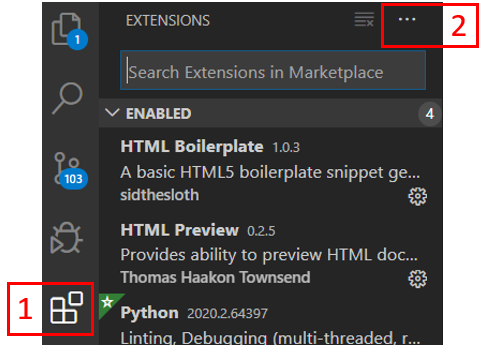 EXTENSIONS
...
2
1
Search Extensions in Marketplace
ENABLED
4
HTML Boilerplate 1.0.3
A basic HTML5 boilerplate snippet ge...
sidthesloth
103
HTML Preview 0.2.5
Provides ability to preview HTML doc...
Thomas Haakon Townsend
1
Python 2020.2.64397
Linting, Debugging (multi-threaded, r...